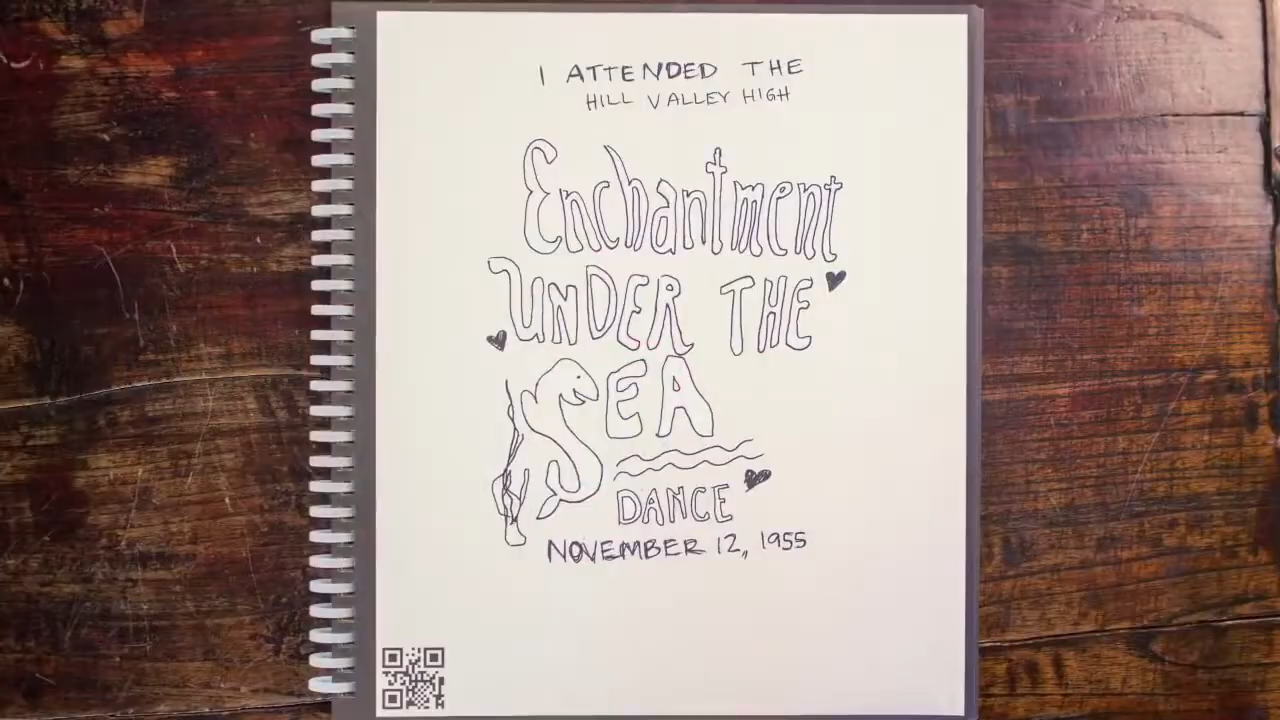 I ATTENDED THE
HILL VALLEY HIGH
Enchantment
UNDER THE
SEA
DANCE
NOVEMBER 12, 1955